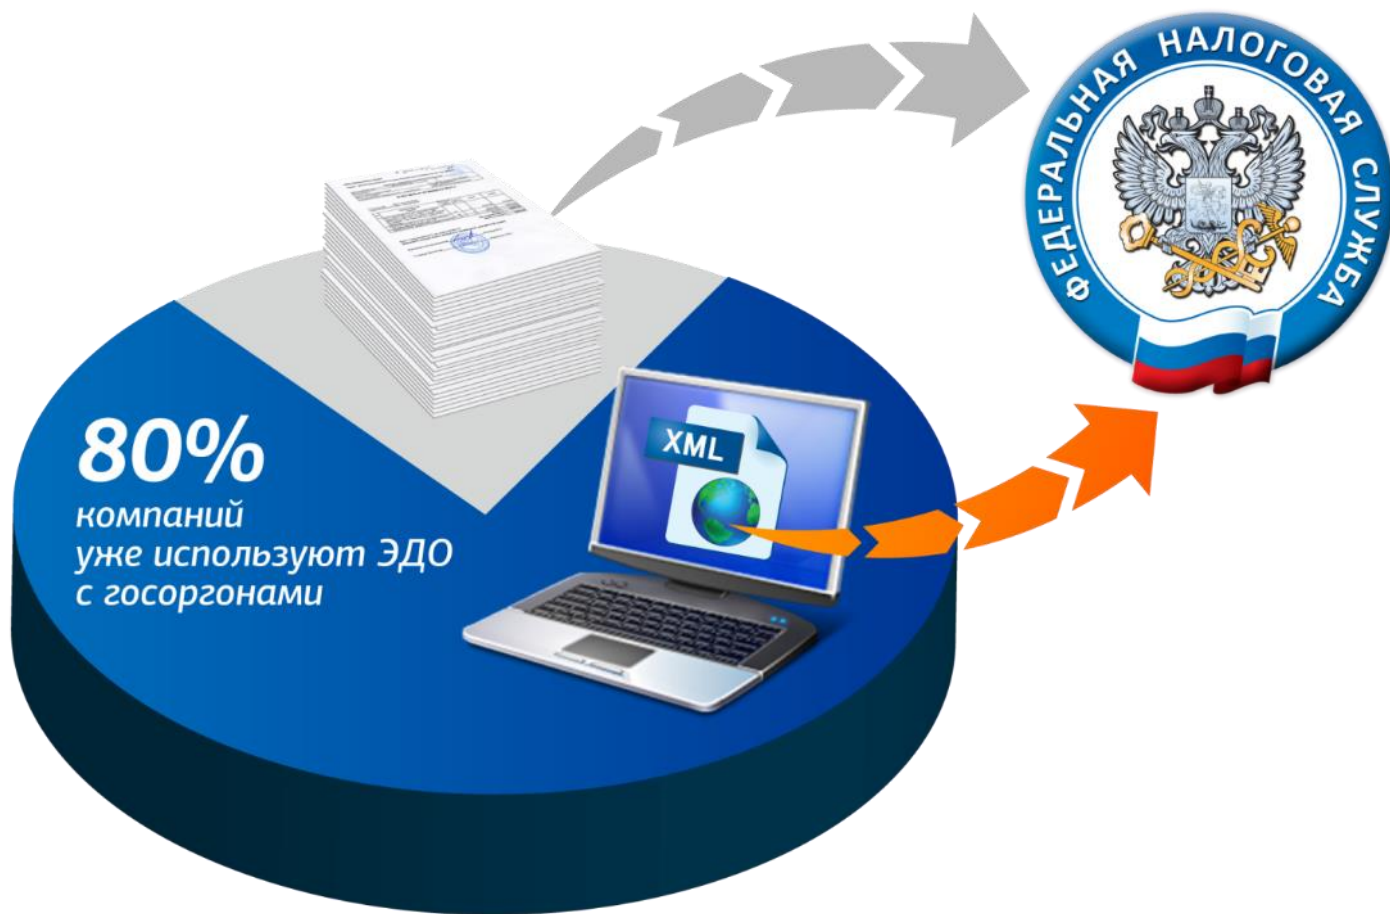 ФЕДЕРАЛЬНАЯ НАЛОГОВАЯ СЛУЖБА
80%
компаний
уже используют ЭДО
с госоргонами
XML